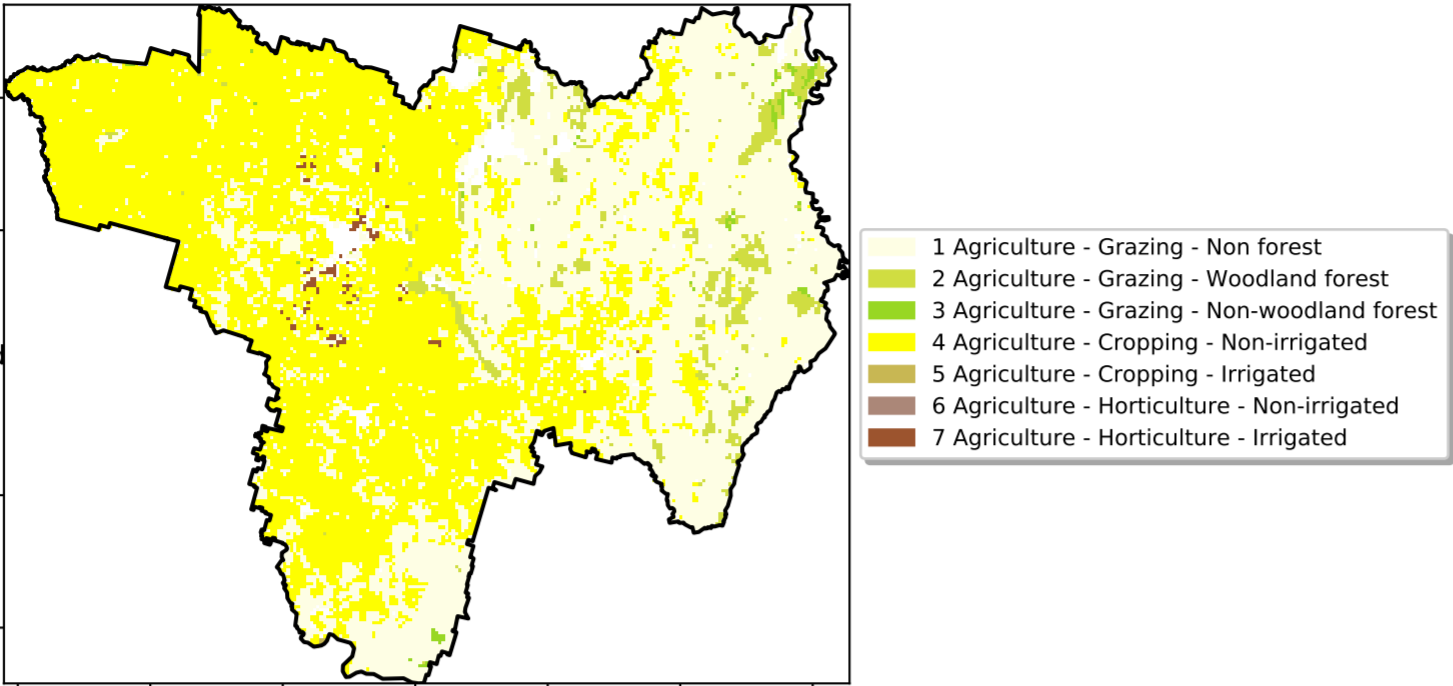 1 Agriculture - Grazing - Non forest
2 Agriculture - Grazing - Woodland forest
3 Agriculture - Grazing - Non-woodland forest
4 Agriculture - Cropping - Non-irrigated
5 Agriculture - Cropping - Irrigated
6 Agriculture - Horticulture - Non-irrigated
7 Agriculture - Horticulture - Irrigated